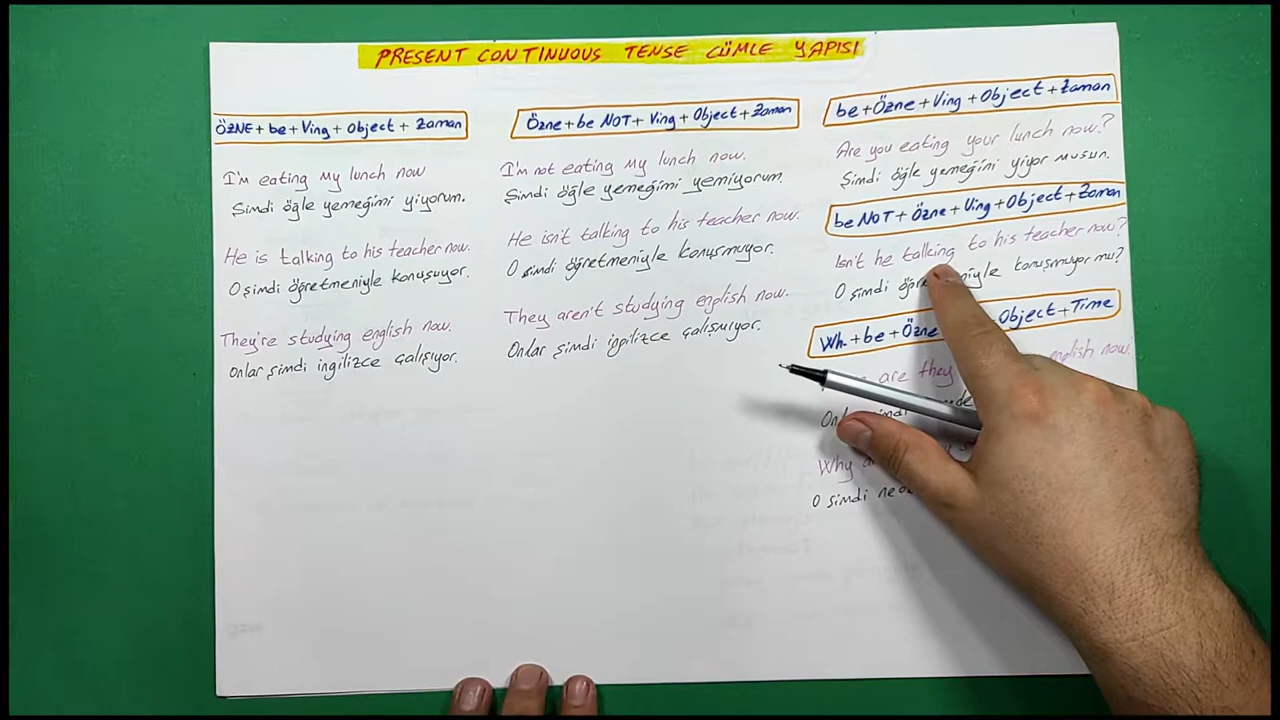 PRESENT CONTINUOUS TENSE CÜMLE YAPISI
ÖZNE + be + Ving + Object + Zaman
I'm eating my lunch now
Şimdi öğle yemeğimi yiyorum.
He is talking to his teacher now.
O şimdi öğretmeniyle konuşuyor.
They're studying english now.
Onlar şimdi ingilizce çalışıyor.
Özne + be NOT + Ving + Object + Zaman
I'm not eating my lunch now.
Şimdi öğle yemeğimi yemiyorum.
He isn't talking to his teacher now.
O şimdi öğretmeniyle konuşmuyor.
They aren't studying english now.
Onlar şimdi ingilizce çalışmıyor.
be + Özne + Ving + Object + Zaman
Are you eating your lunch now?
Şimdi öğle yemeğini yiyor musun.
be NOT + Özne + Ving + Object + Zaman
Isn't he talking to his teacher now?
O şimdi konuşmuyor mu?
Wh. + be + Özne Object + Time
are they english now.
Why
O şimdi